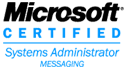 Microsoft®
CERTIFIED
Systems Administrator
MESSAGING